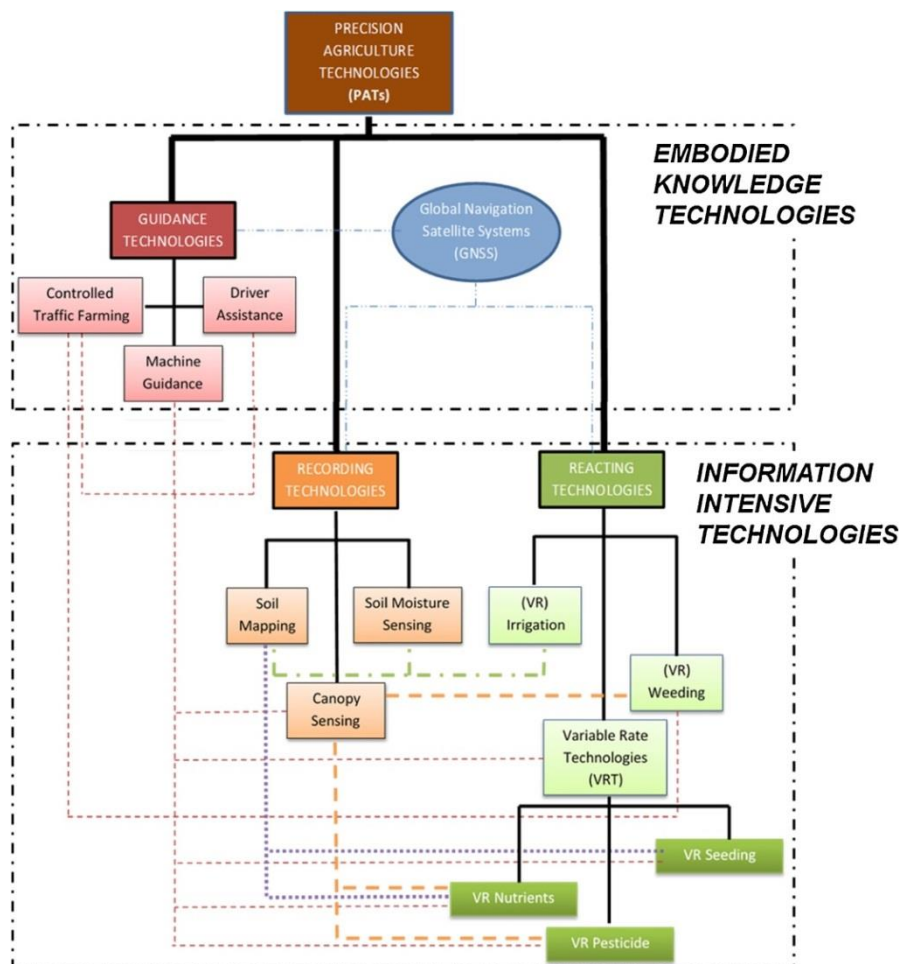 PRECISION
AGRICULTURE
TECHNOLOGIES
(PATs)
EMBODIED
KNOWLEDGE
TECHNOLOGIES
GUIDANCE
TECHNOLOGIES
Global Navigation
Satellite Systems
(GNSS)
Controlled
Traffic Farming
Driver
Assistance
Machine
Guidance
RECORDING
TECHNOLOGIES
REACTING
TECHNOLOGIES
INFORMATION
INTENSIVE
TECHNOLOGIES
Soil
Mapping
Soil Moisture
Sensing
(VR)
Irrigation
(VR)
Weeding
Canopy
Sensing
Variable Rate
Technologies
(VRT)
VR Seeding
VR Nutrients
VR Pesticide